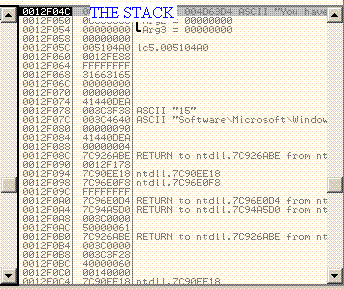 THE STACK
0012F04C 004D63D4 ASCII "You have
0012F050 Arg2 = 00000000
0012F054 00000000 Arg3 = 00000000
0012F058 00000000
0012F05C 005104A0 lc5.005104A0
0012F060 0012FE88
0012F064 FFFFFFFF
0012F068 31663165
0012F06C 00000000
0012F070 00000000
0012F074 41440DEA
0012F078 003C3F38 ASCII "15"
0012F07C 003C4640 ASCII "Software\Microsoft\Window
0012F080 00000090
0012F084 41440DEA
0012F088 00000004
0012F08C 7C926ABE RETURN to ntdll.7C926ABE from nt
0012F090 0012F178
0012F094 7C90EE18 ntdll.7C90EE18
0012F098 7C96E0F8 ntdll.7C96E0F8
0012F09C FFFFFFFF
0012F0A0 7C96E0D4 RETURN to ntdll.7C96E0D4 from nt
0012F0A4 7C94A5D0 RETURN to ntdll.7C94A5D0 from nt
0012F0A8 003C0000
0012F0AC 50000061
0012F0B0 7C926ABE RETURN to ntdll.7C926ABE from nt
0012F0B4 003C0000
0012F0B8 003C3F28
0012F0BC 40000060
0012F0C0 00140000
0012F0C4 7C90EE18 ntdll.7C90EE18